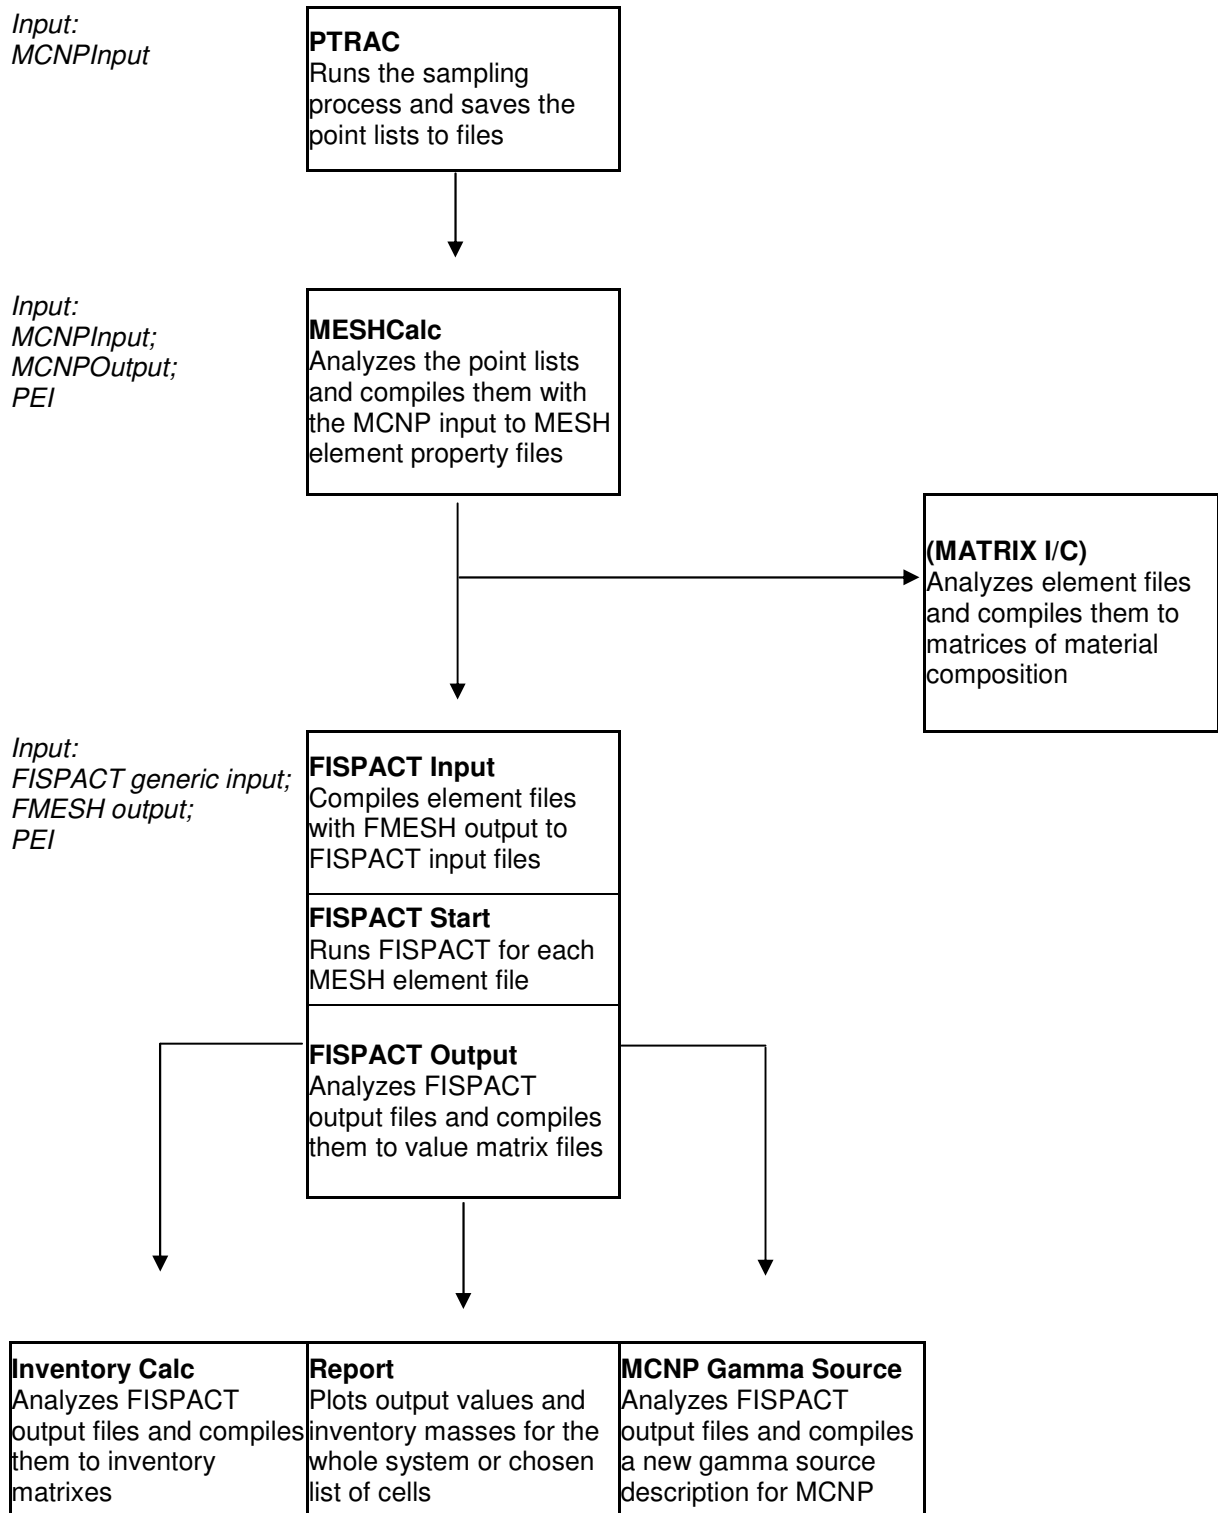 Input:
MCNPInput
PTRAC
Runs the sampling
process and saves the
point lists to files
Input:
MCNPInput;
MCNPOutput;
PEI
MESHCalc
Analyzes the point lists
and compiles them with
the MCNP input to MESH
element property files
(MATRIX I/C)
Analyzes element files
and compiles them to
matrices of material
composition
Input:
FISPACT generic input;
FMESH output;
PEI
FISPACT Input
Compiles element files
with FMESH output to
FISPACT input files
FISPACT Start
Runs FISPACT for each
MESH element file
FISPACT Output
Analyzes FISPACT
output files and compiles
them to value matrix files
Inventory Calc
Analyzes FISPACT
output files and compiles
them to inventory
matrixes
Report
Plots output values and
inventory masses for the
whole system or chosen
list of cells
MCNP Gamma Source
Analyzes FISPACT
output files and compiles
a new gamma source
description for MCNP